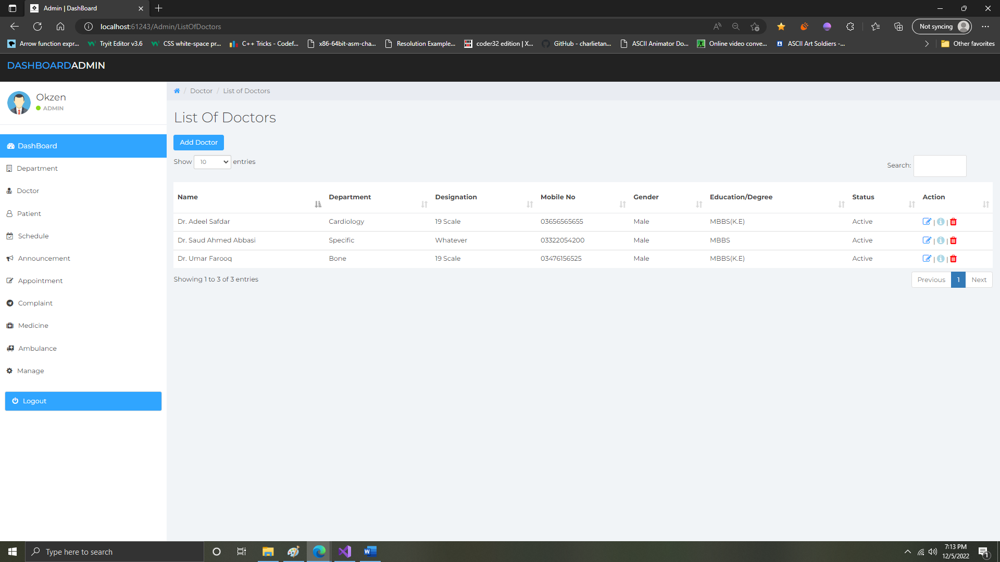 Admin | DashBoard
localhost:61243/Admin/ListOfDoctors
Not syncing
Arrow function expr...
Tryit Editor v3.6
CSS white-space pr...
C++ Tricks - Codef...
x86-64bit-asm-cha...
Resolution Example...
coder32 edition | X...
GitHub - charlietan...
ASCII Animator Do...
Online video conve...
ASCII Art Soldiers -...
Other favorites
DASHBOARDADMIN
Okzen
ADMIN
DashBoard
Department
Doctor
Patient
Schedule
Announcement
Appointment
Complaint
Medicine
Ambulance
Manage
Logout
/ Doctor / List of Doctors
List Of Doctors
Add Doctor
Show 10 entries
Search:
Name Department Designation Mobile No Gender Education/Degree Status Action
Dr. Adeel Safdar Cardiology 19 Scale 03656565655 Male MBBS(K.E) Active | |
Dr. Saud Ahmed Abbasi Specific Whatever 03322054200 Male MBBS Active | |
Dr. Umar Farooq Bone 19 Scale 03476156525 Male MBBS(K.E) Active | |
Showing 1 to 3 of 3 entries
Previous 1 Next
Type here to search
7:13 PM
12/5/2022
1